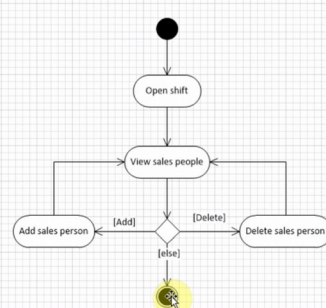 Open shift
View sales people
[Add]
[Delete]
Add sales person
Delete sales person
[else]